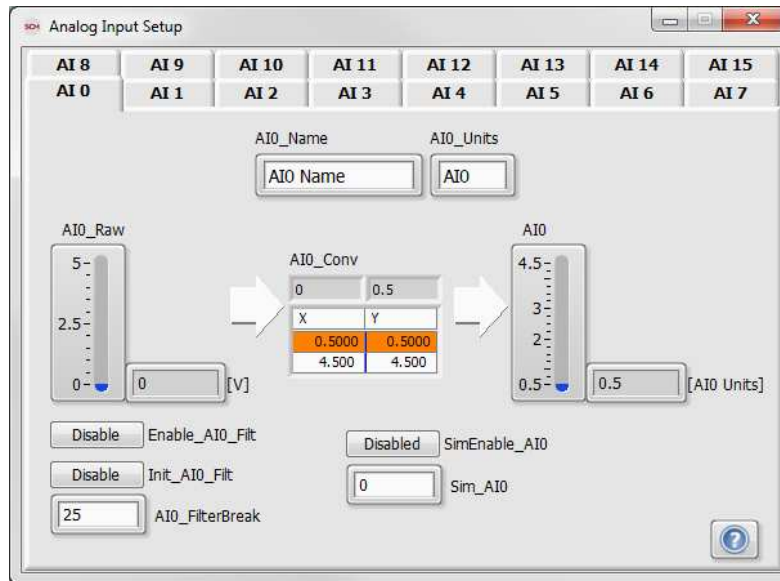 SCM Analog Input Setup
AI 8 AI 9 AI 10 AI 11 AI 12 AI 13 AI 14 AI 15
AI 0 AI 1 AI 2 AI 3 AI 4 AI 5 AI 6 AI 7
AI0_Name AI0_Units
AI0 Name AI0
AI0_Raw
5
2.5
0
0 [V]
AI0_Conv
0 0.5
X Y
0.5000 0.5000
4.500 4.500
AI0
4.5
3
2
0.5
0.5 [AI0 Units]
Disable Enable_AI0_Filt
Disable Init_AI0_Filt
25 AI0_FilterBreak
Disabled SimEnable_AI0
0 Sim_AI0
?